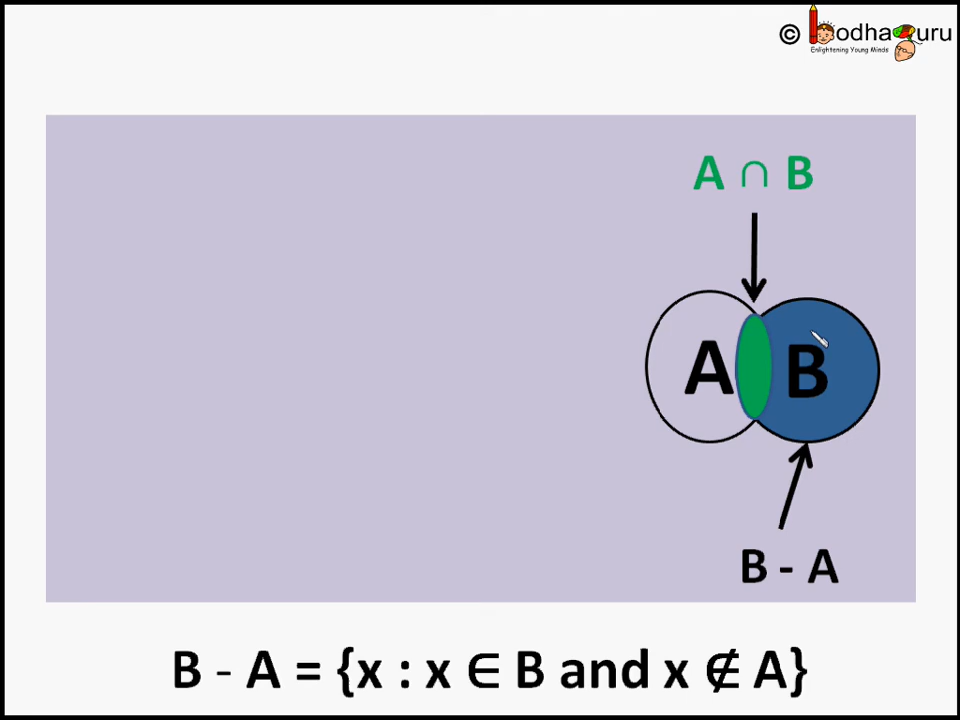 © bodhaguru
Enlightening Young Minds
A ∩ B
A B
B - A
B - A = {x : x ∈ B and x ∉ A}